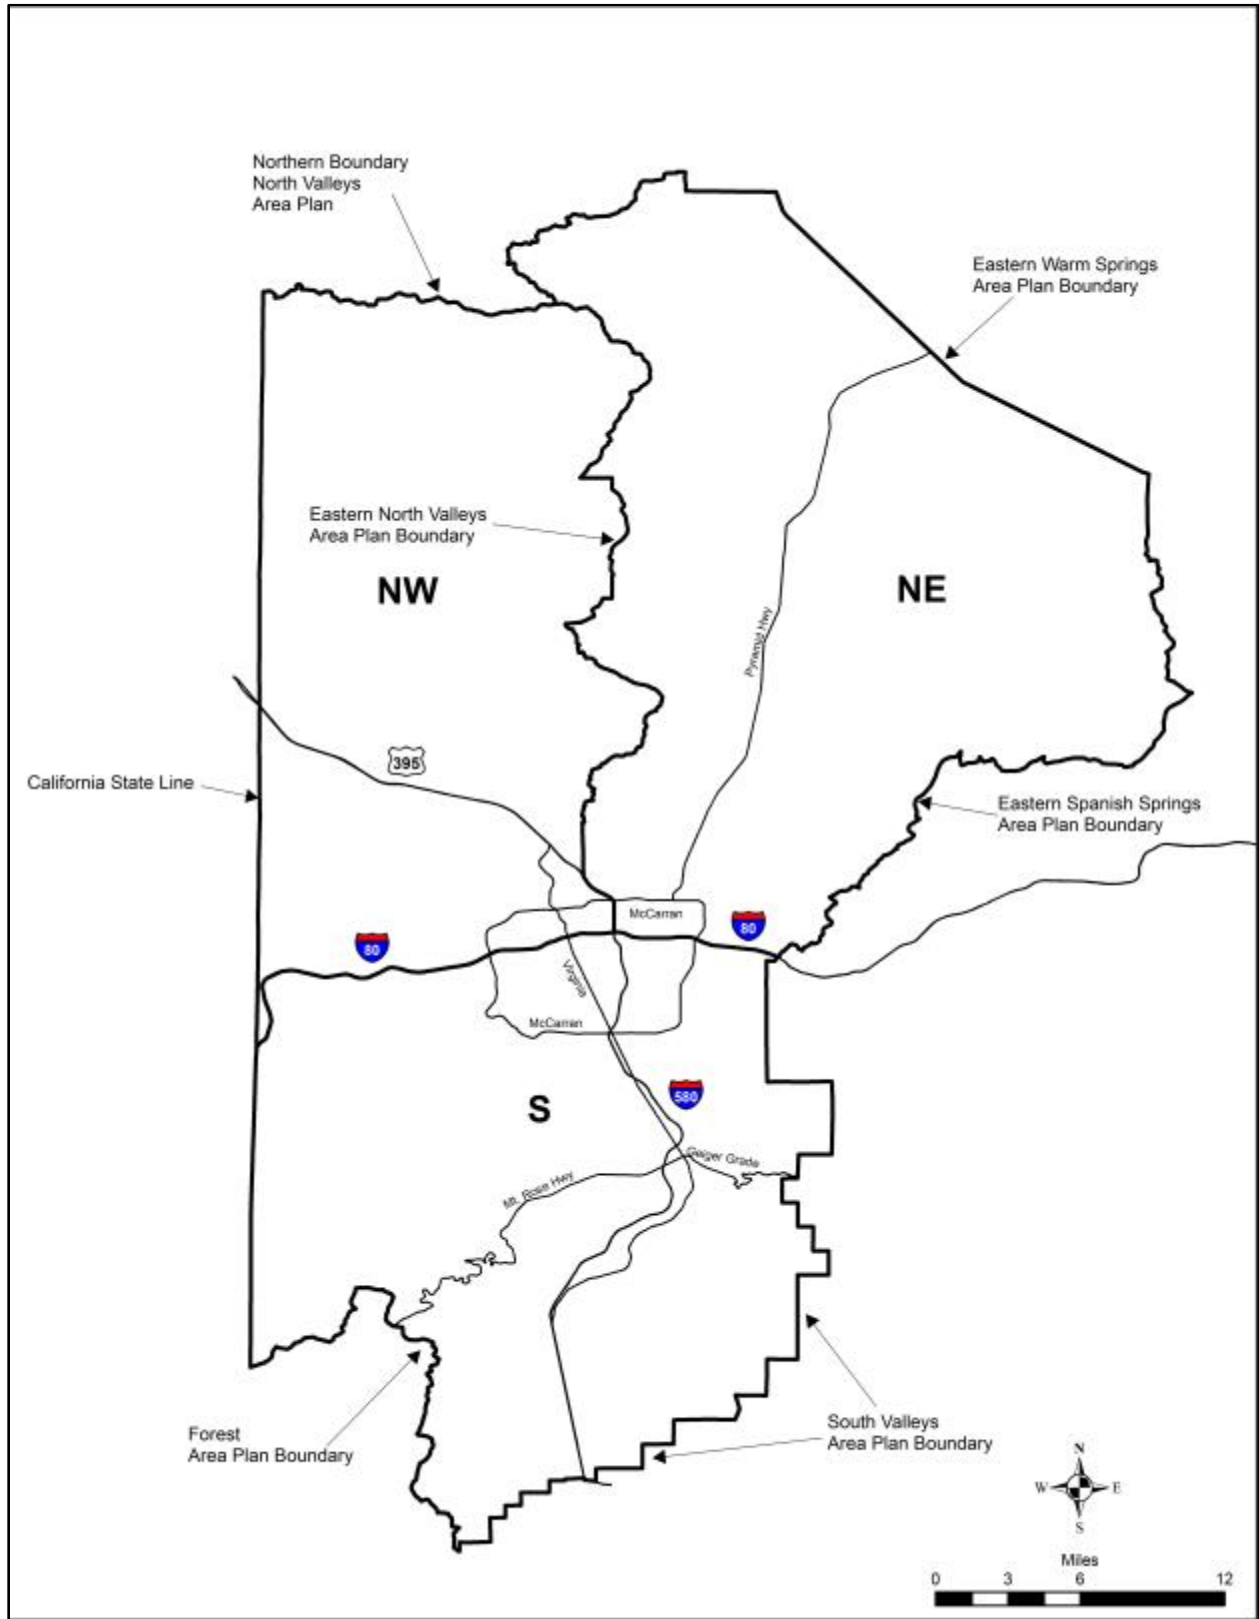 Northern Boundary
North Valleys
Area Plan
Eastern Warm Springs
Area Plan Boundary
Eastern North Valleys
Area Plan Boundary
NW
NE
Pyramid Hwy
395
California State Line
Eastern Spanish Springs
Area Plan Boundary
McCarran
80
80
Virginia
McCarran
580
S
Geiger Grade
Mt. Rose Hwy
Forest
Area Plan Boundary
South Valleys
Area Plan Boundary
N
W
E
S
Miles
0 3 6 12